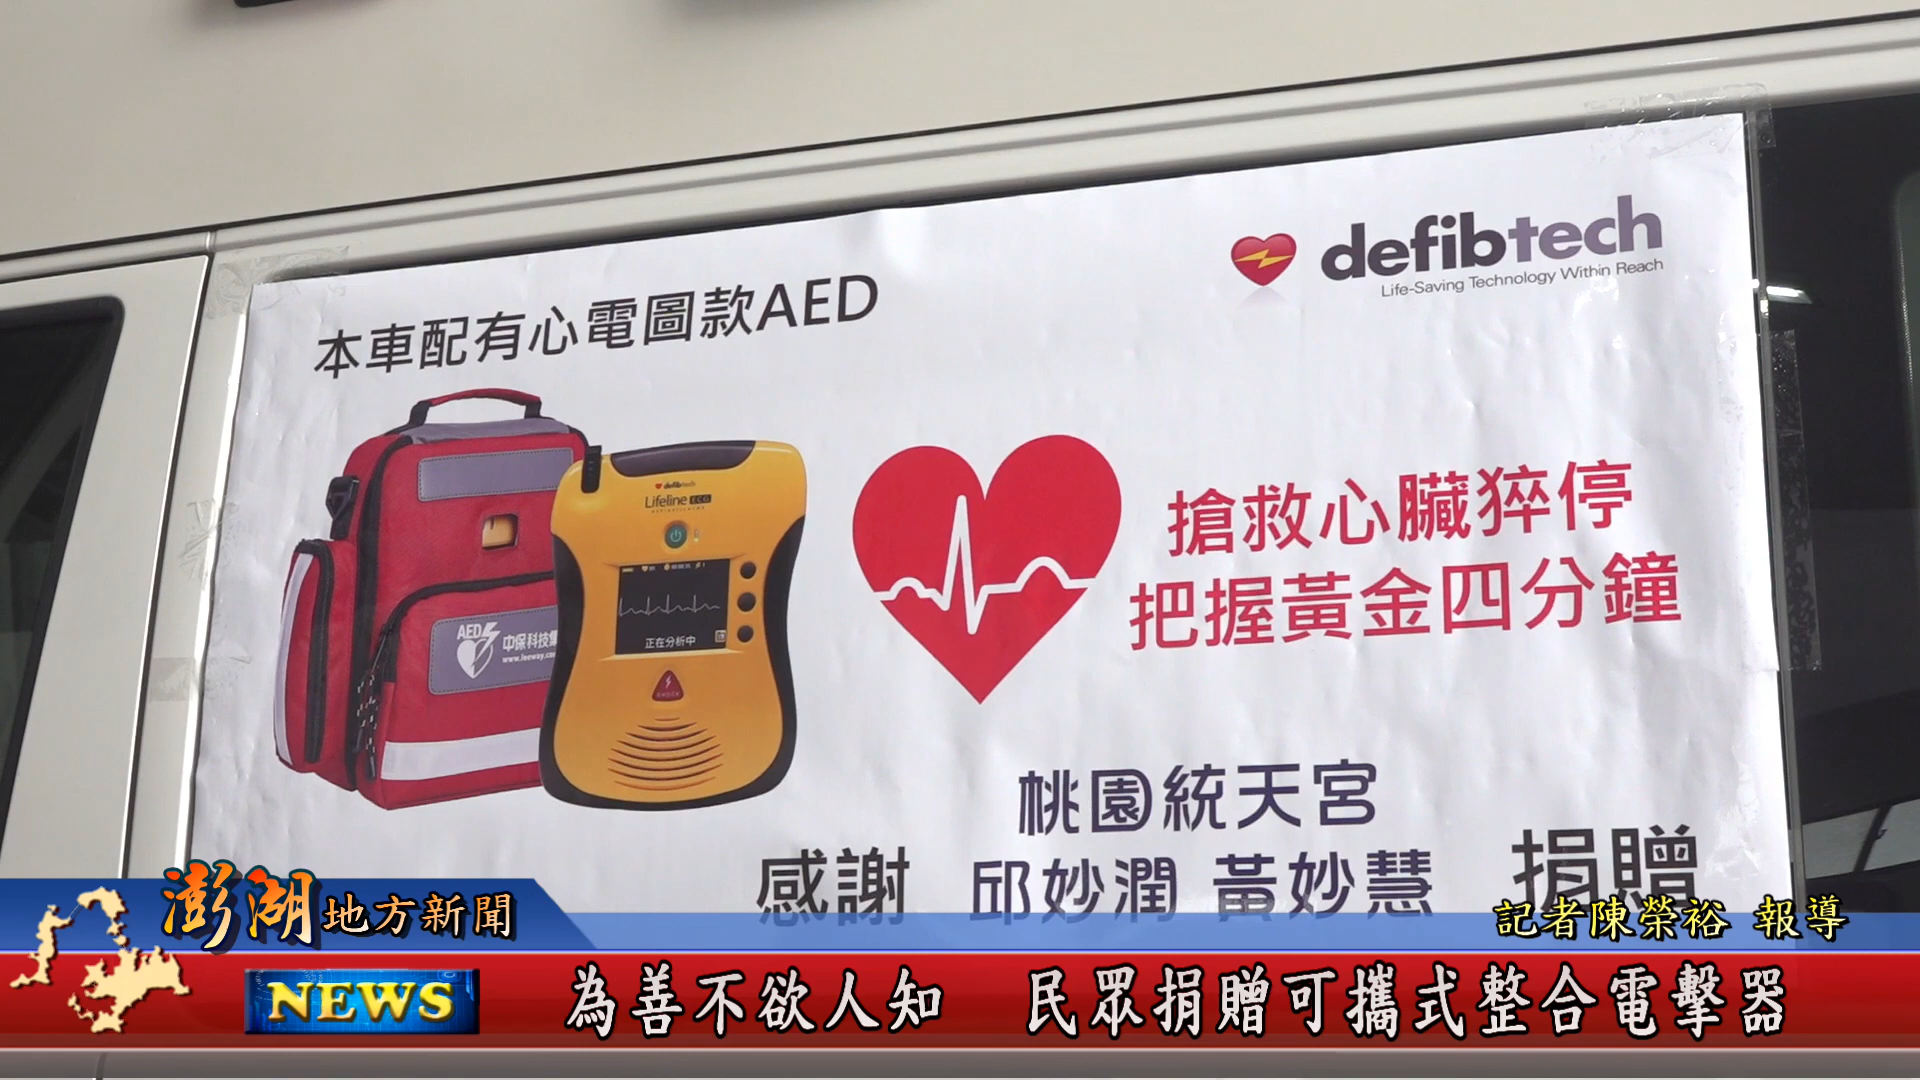 defibtech
Life-Saving Technology Within Reach
本車配有心電圖款AED
defibtech
Lifeline ECG
正在分析中
SHOCK
AED
中保科技集
搶救心臟猝停
把握黃金四分鐘
桃園統天宮
感謝 邱妙潤 黃妙慧 捐贈
澎湖地方新聞
記者陳榮裕 報導
NEWS
為善不欲人知 民眾捐贈可攜式整合電擊器